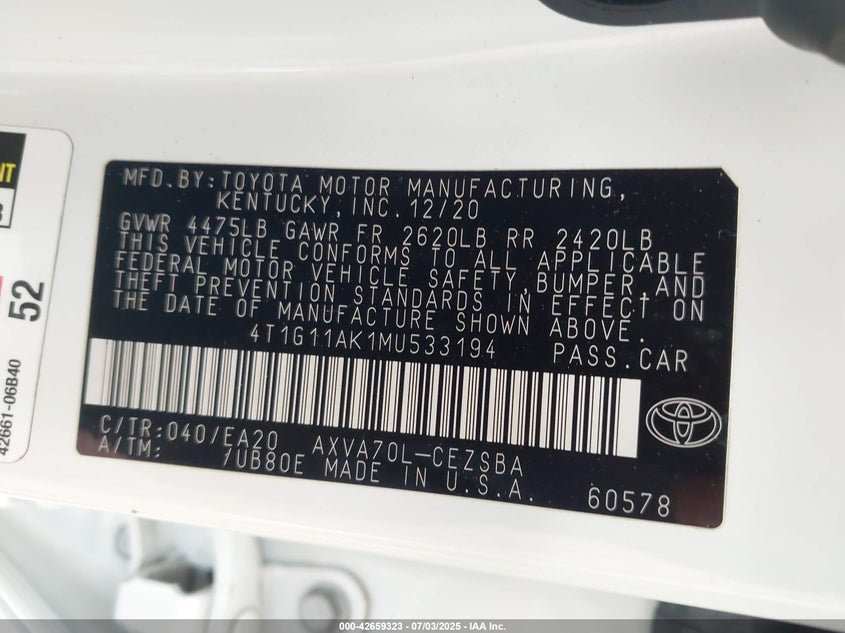 MFD.BY:TOYOTA MOTOR MANUFACTURING,
KENTUCKY,INC.12/20
GVWR 4475LB GAWR FR 2620LB RR 2420LB
THIS VEHICLE CONFORMS TO ALL APPLICABLE
FEDERAL MOTOR VEHICLE SAFETY,BUMPER AND
THEFT PREVENTION STANDARDS IN EFFECT ON
THE DATE OF MANUFACTURE SHOWN ABOVE.
4T1G11AK1MU533194 PASS.CAR
C/TR:040/EA20 AXVA70L-CEZSBA
A/TM: /UB80E MADE IN U.S.A. 60578
52
42661-06B40
000-42659323 / 07/03/2025 - IAA Inc.